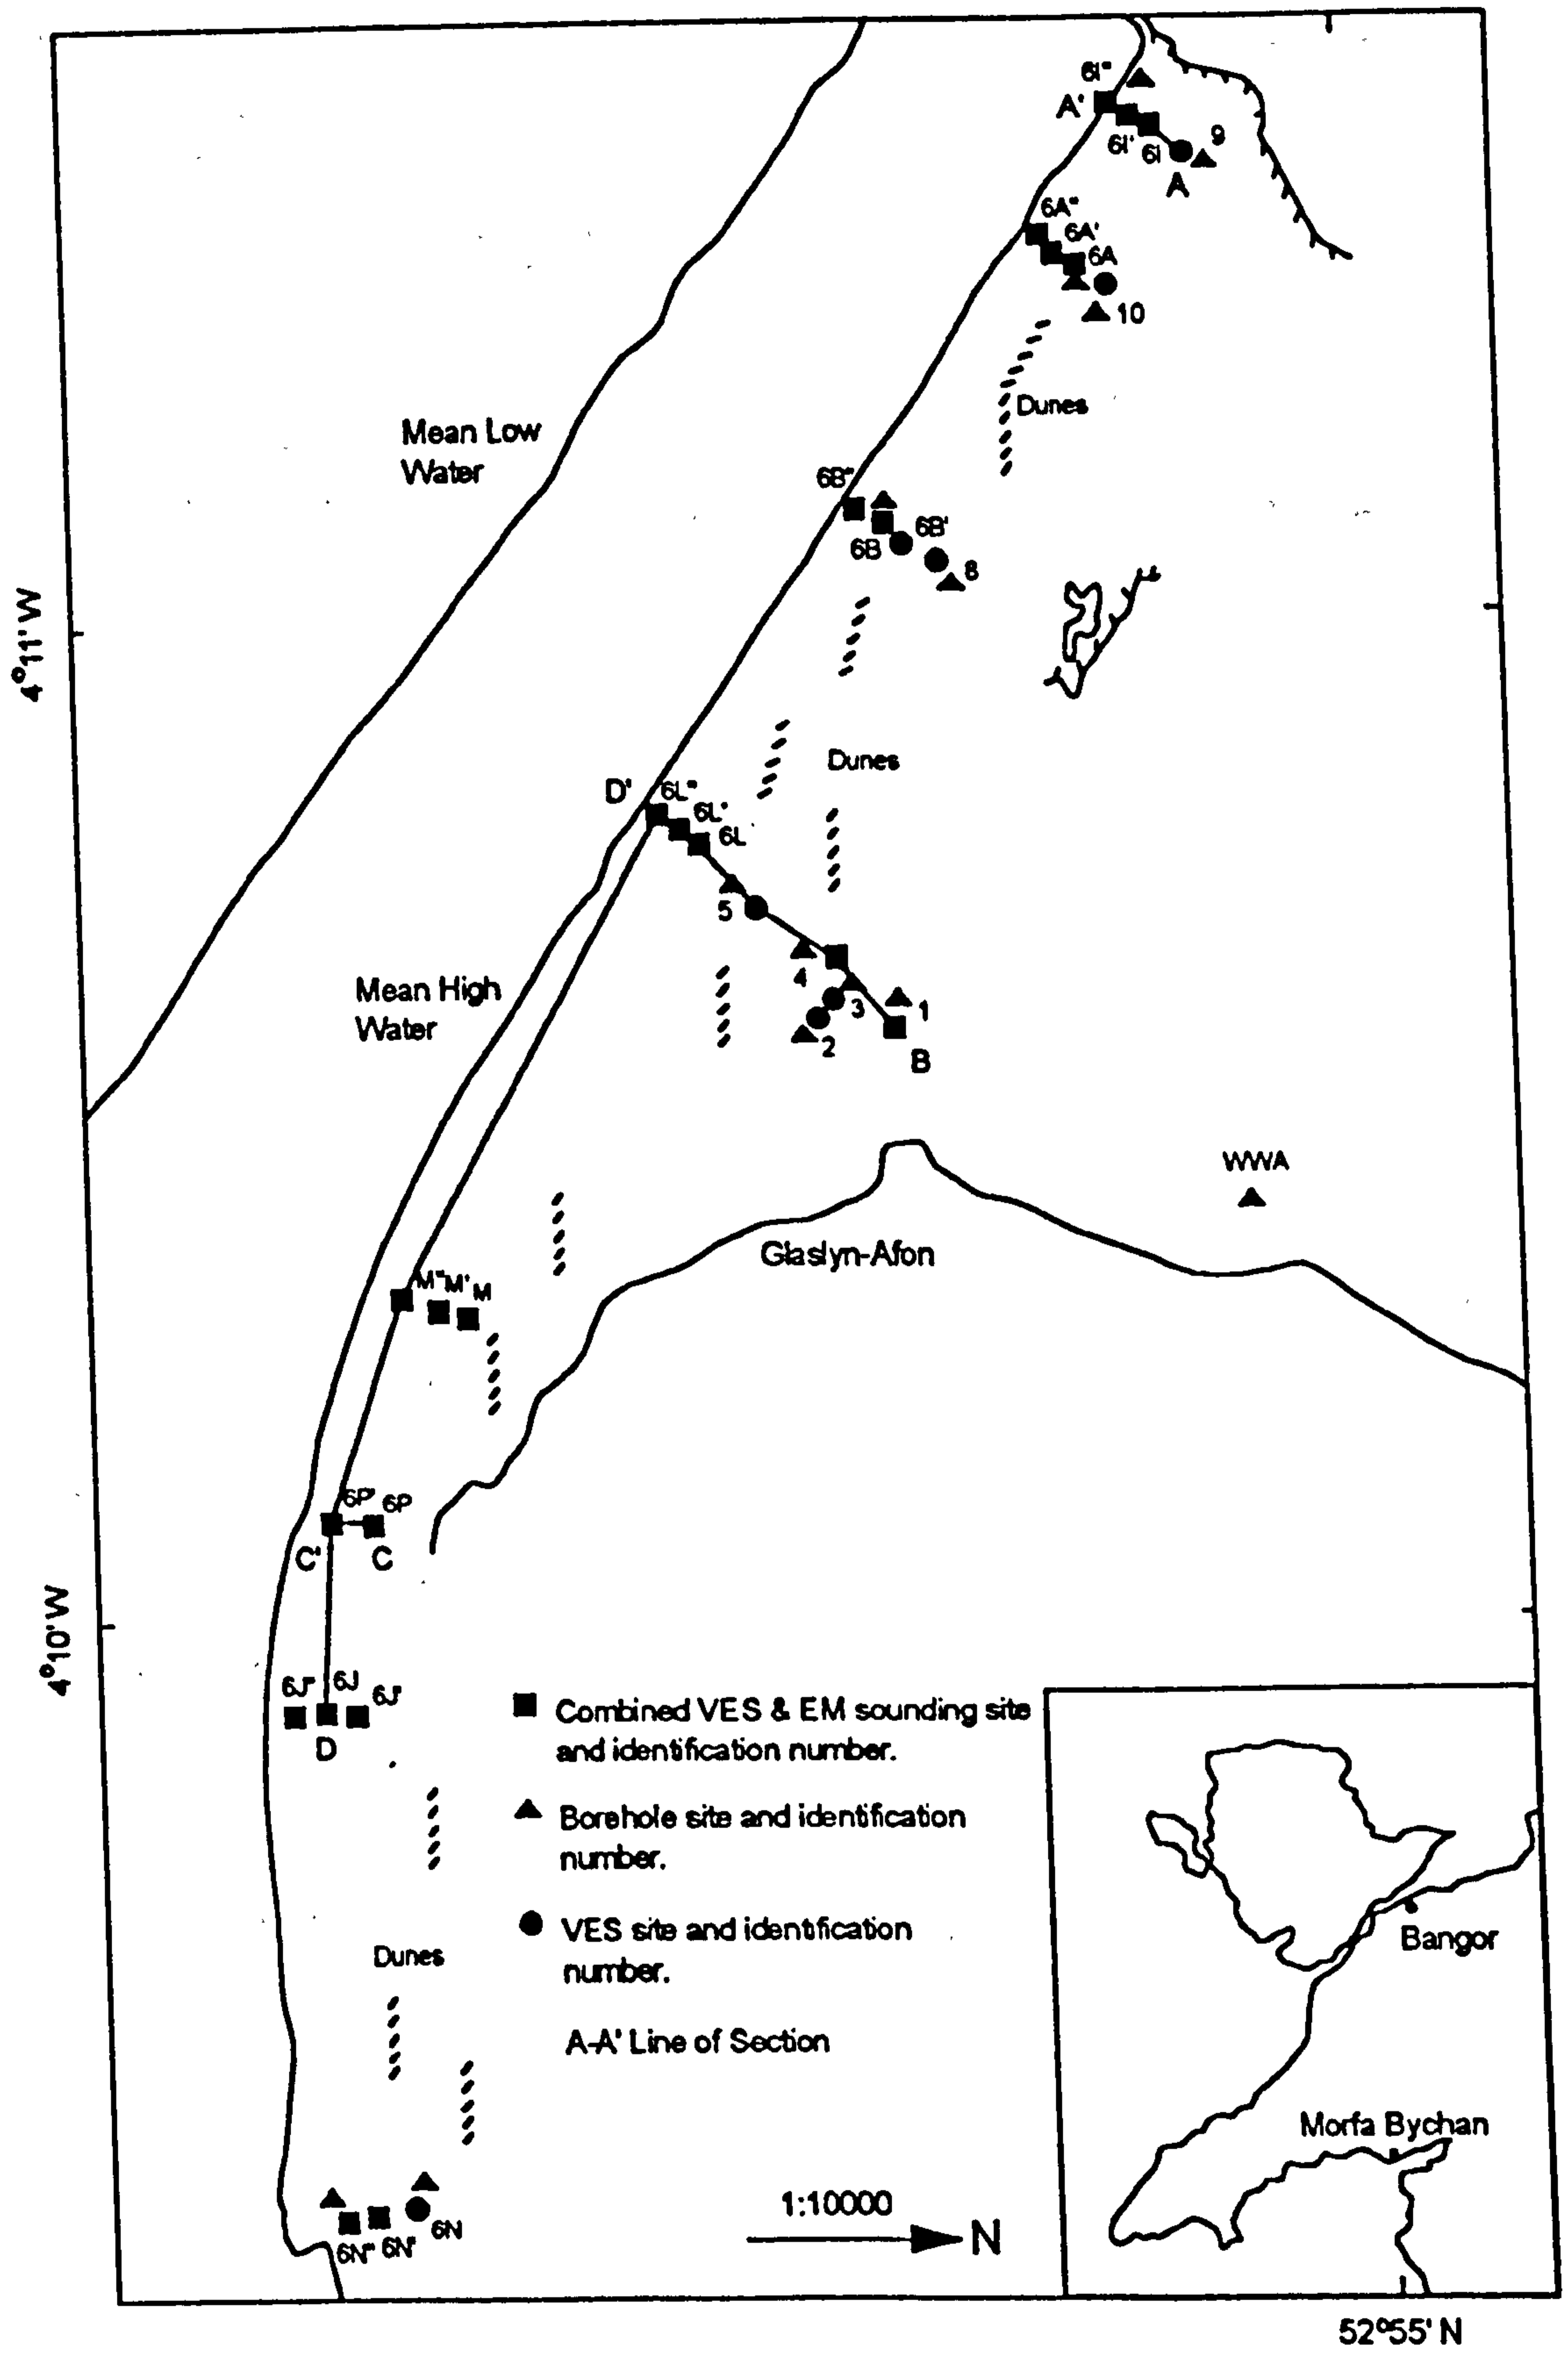 6I"
A'
9
6I'
6I
A
6A"
6A'
6A
10
Dunes
Mean Low
Water
6B"
6B'
6B
8
4°11'W
Dunes
D'
6L"
6L'
6L
5
4
Mean High
Water
3
1
2
B
WWA
Glaslyn-Afon
M"
M'
M
6P'
6P
C'
C
4°10'W
6J"
6J
6J'
D
Combined VES & EM sounding site
and identification number.
Borehole site and identification
number.
VES site and identification
number.
A-A' Line of Section
Dunes
Bangor
Morfa Bychan
1:10000
N
6N
6N"
6N'
52°55'N